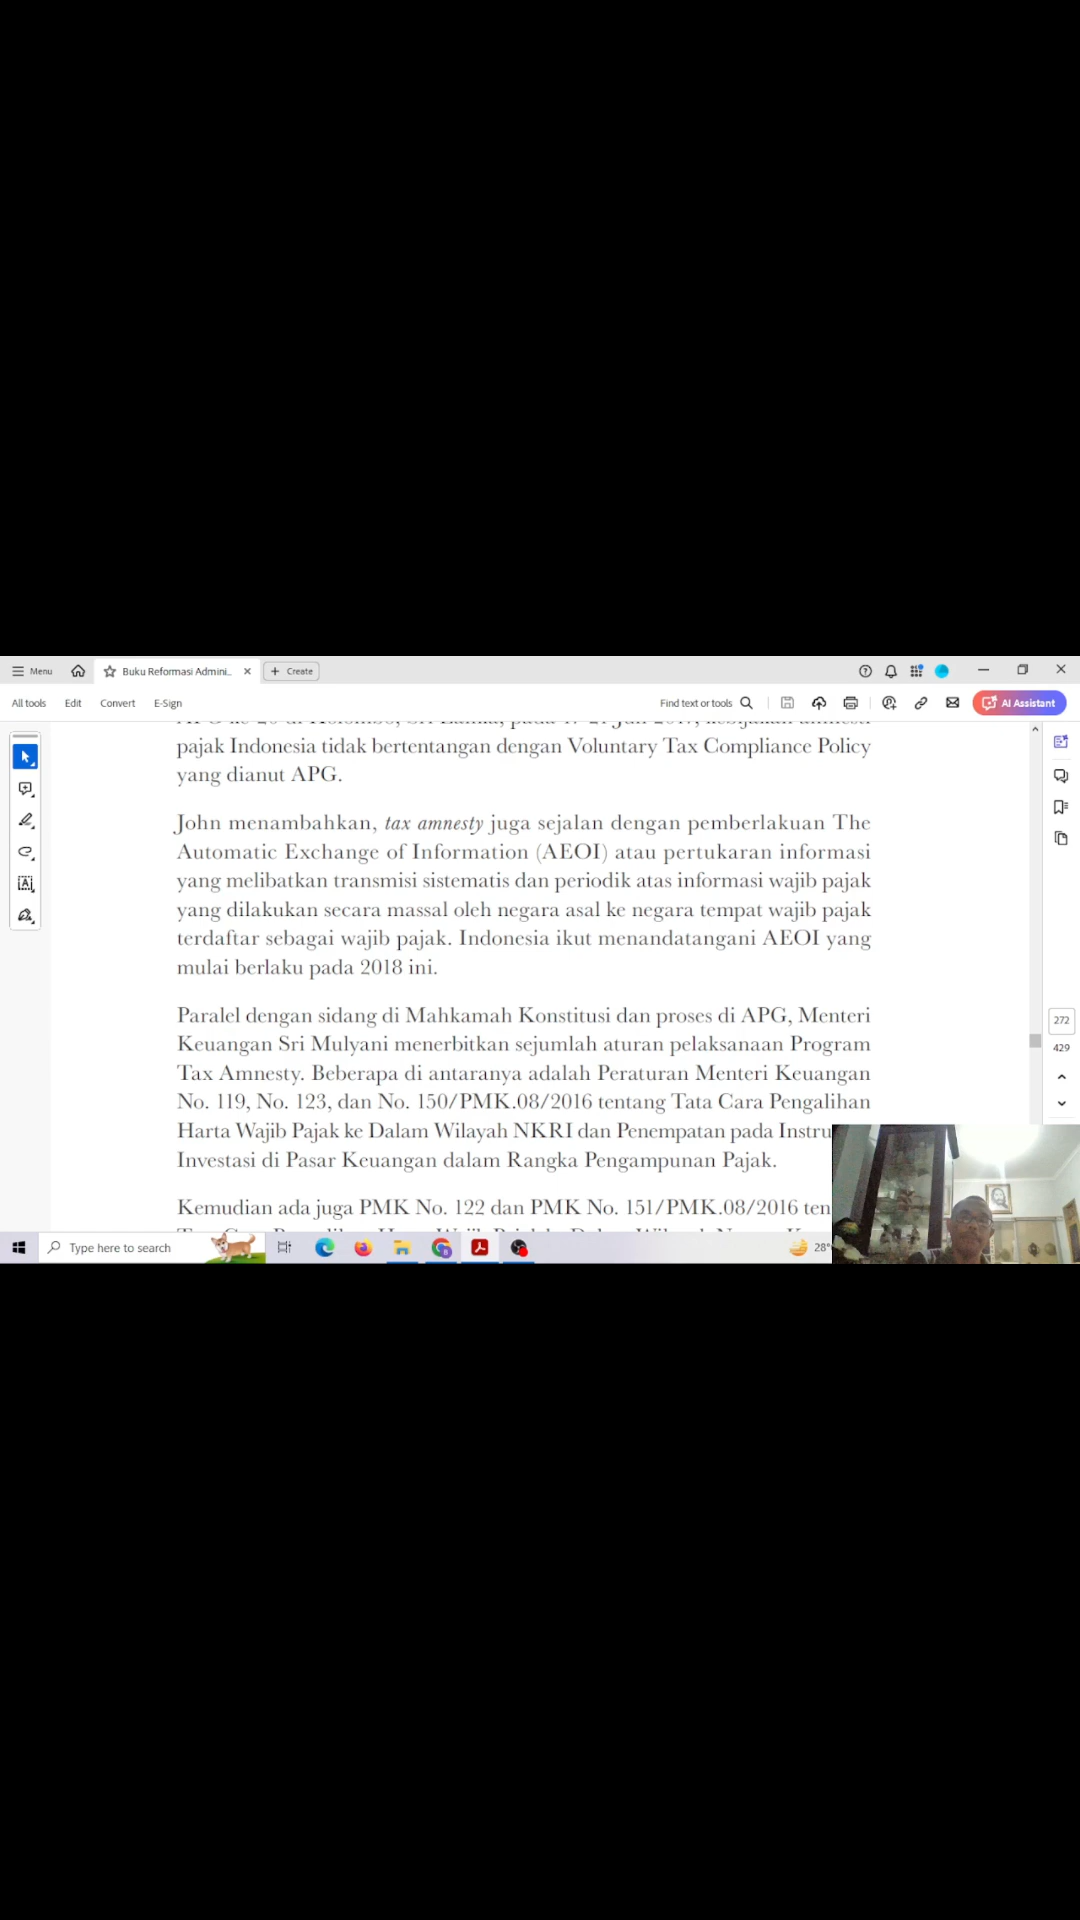 Menu
Buku Reformasi Admini...
Create
All tools
Edit
Convert
E-Sign
Find text or tools
AI Assistant
pajak Indonesia tidak bertentangan dengan Voluntary Tax Compliance Policy
yang dianut APG.
John menambahkan, tax amnesty juga sejalan dengan pemberlakuan The
Automatic Exchange of Information (AEOI) atau pertukaran informasi
yang melibatkan transmisi sistematis dan periodik atas informasi wajib pajak
yang dilakukan secara massal oleh negara asal ke negara tempat wajib pajak
terdaftar sebagai wajib pajak. Indonesia ikut menandatangani AEOI yang
mulai berlaku pada 2018 ini.
Paralel dengan sidang di Mahkamah Konstitusi dan proses di APG, Menteri
Keuangan Sri Mulyani menerbitkan sejumlah aturan pelaksanaan Program
Tax Amnesty. Beberapa di antaranya adalah Peraturan Menteri Keuangan
No. 119, No. 123, dan No. 150/PMK.08/2016 tentang Tata Cara Pengalihan
Harta Wajib Pajak ke Dalam Wilayah NKRI dan Penempatan pada Instru
Investasi di Pasar Keuangan dalam Rangka Pengampunan Pajak.
Kemudian ada juga PMK No. 122 dan PMK No. 151/PMK.08/2016 ten
272
429
Type here to search
28°